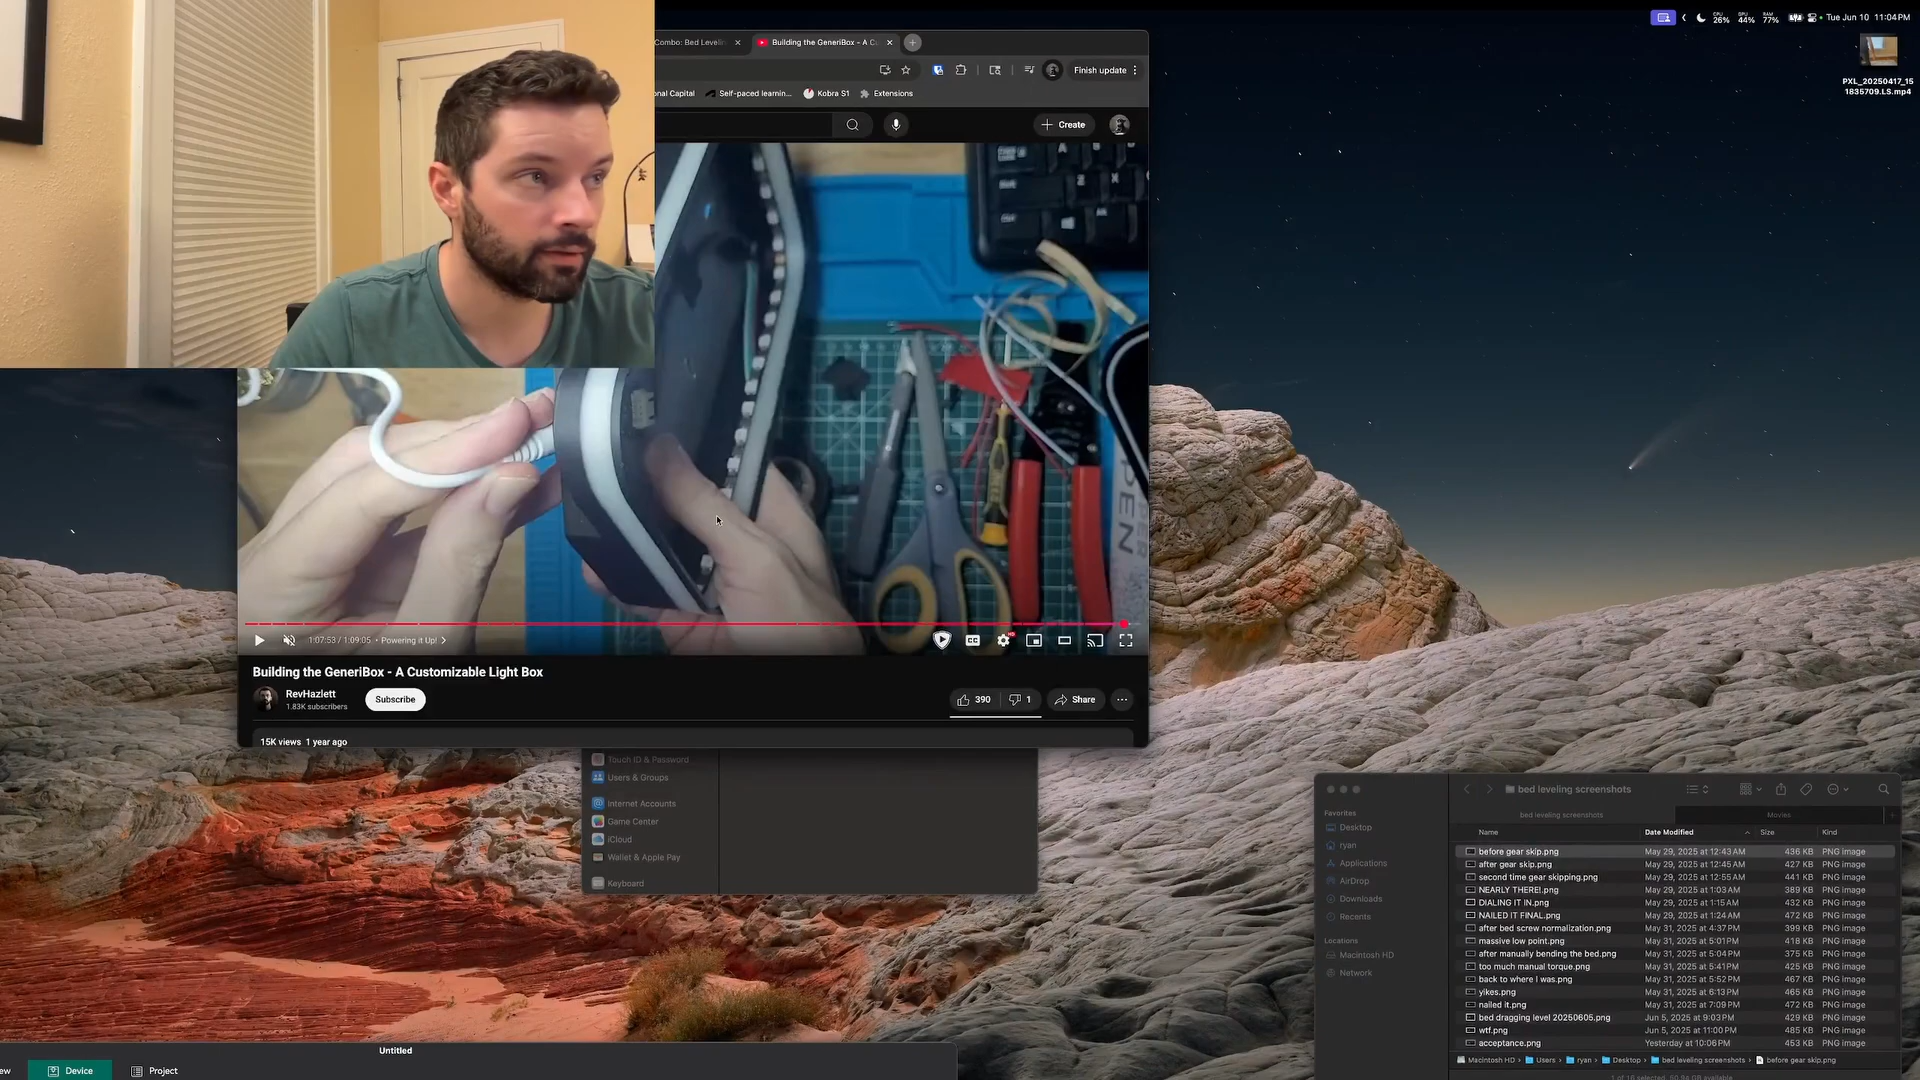 CPU 26% GPU 44% RAM 77% Tue Jun 10 11:04 PM
Combo: Bed Levelin
Building the GeneriBox - A Cu
Finish update
onal Capital Self-paced learnin... Kobra S1 Extensions
Create
PXL_20250417_15
1835709.LS.mp4
1:07:53 / 1:09:05 • Powering it Up!
CC
HD
Building the GeneriBox - A Customizable Light Box
RevHazlett
1.83K subscribers
Subscribe
390
1
Share
15K views 1 year ago
Touch ID & Password
Users & Groups
Internet Accounts
Game Center
iCloud
Wallet & Apple Pay
Keyboard
bed leveling screenshots
bed leveling screenshots
Movies
Favorites
Desktop
ryan
Applications
AirDrop
Downloads
Recents
Locations
Macintosh HD
Network
Name Date Modified Size Kind
before gear skip.png May 29, 2025 at 12:43 AM 436 KB PNG image
after gear skip.png May 29, 2025 at 12:45 AM 427 KB PNG image
second time gear skipping.png May 29, 2025 at 12:55 AM 441 KB PNG image
NEARLY THERE!.png May 29, 2025 at 1:03 AM 389 KB PNG image
DIALING IT IN.png May 29, 2025 at 1:15 AM 432 KB PNG image
NAILED IT FINAL.png May 29, 2025 at 1:24 AM 472 KB PNG image
after bed screw normalization.png May 31, 2025 at 4:37 PM 399 KB PNG image
massive low point.png May 31, 2025 at 5:01 PM 418 KB PNG image
after manually bending the bed.png May 31, 2025 at 5:04 PM 375 KB PNG image
too much manual torque.png May 31, 2025 at 5:41 PM 425 KB PNG image
back to where I was.png May 31, 2025 at 5:52 PM 467 KB PNG image
yikes.png May 31, 2025 at 6:13 PM 465 KB PNG image
nailed it.png May 31, 2025 at 7:09 PM 472 KB PNG image
bed dragging level 20250605.png Jun 5, 2025 at 9:03 PM 429 KB PNG image
wtf.png Jun 5, 2025 at 11:00 PM 485 KB PNG image
acceptance.png Yesterday at 10:06 PM 453 KB PNG image
Macintosh HD › Users › ryan › Desktop › bed leveling screenshots › before gear skip.png
Untitled
ew
Device
Project